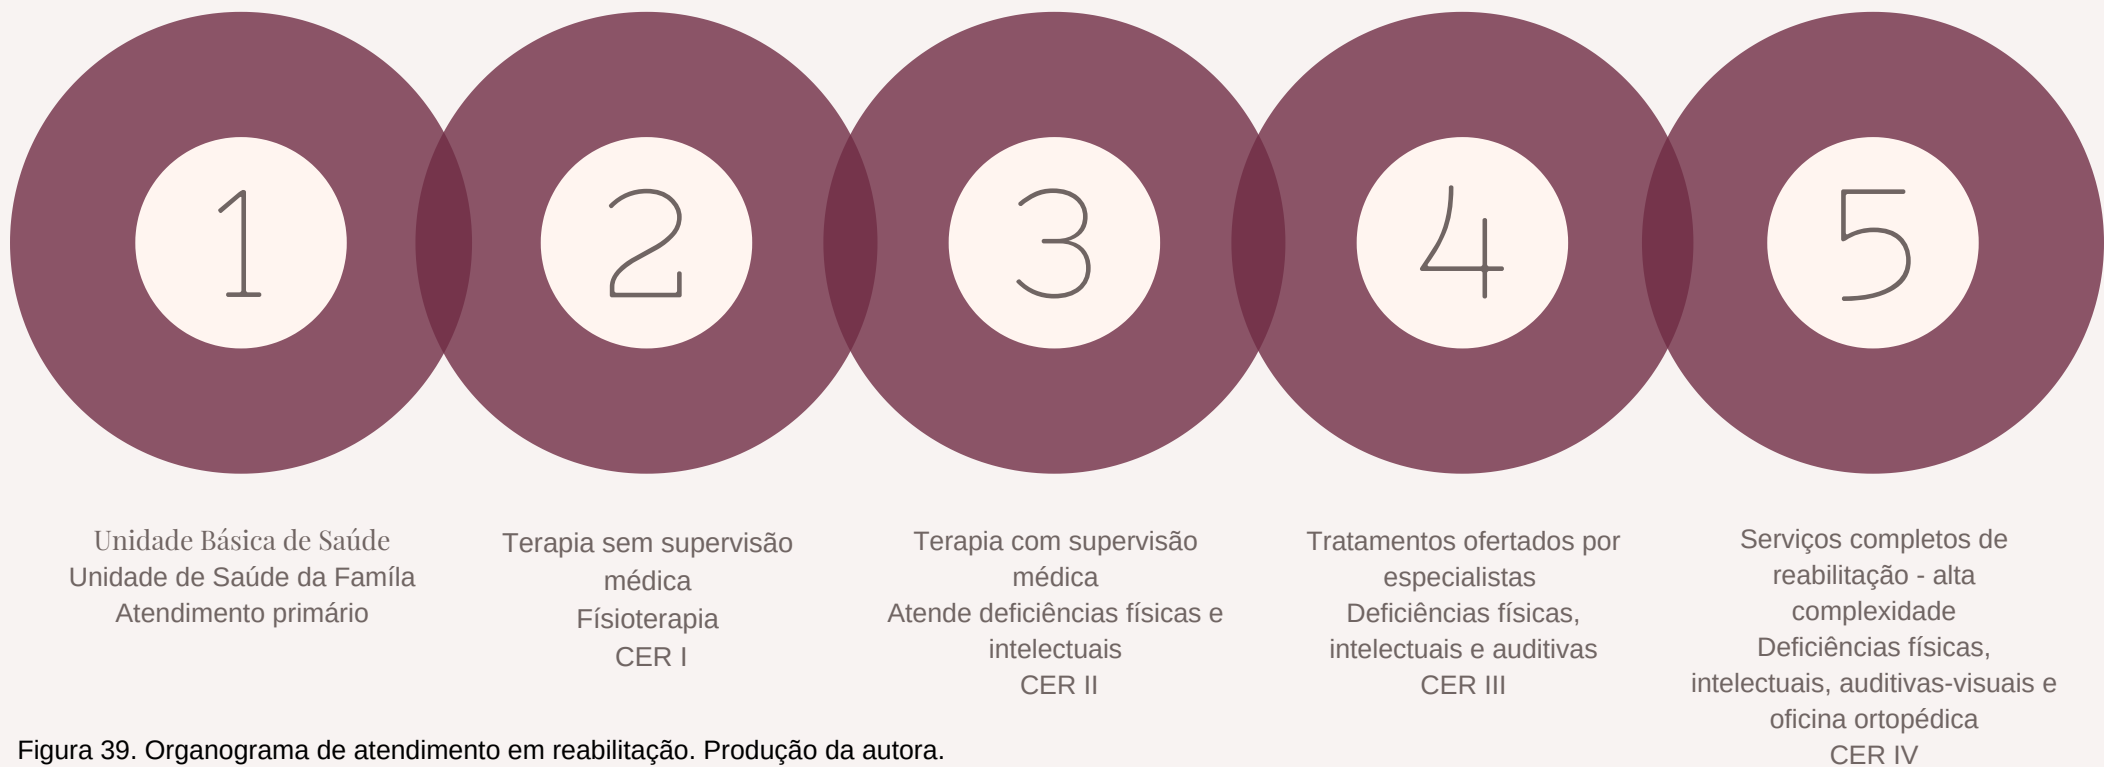 1
2
3
4
5
Unidade Básica de Saúde
Unidade de Saúde da Famíla
Atendimento primário
Terapia sem supervisão
médica
Físioterapia
CER I
Terapia com supervisão
médica
Atende deficiências físicas e
intelectuais
CER II
Tratamentos ofertados por
especialistas
Deficiências físicas,
intelectuais e auditivas
CER III
Serviços completos de
reabilitação - alta
complexidade
Deficiências físicas,
intelectuais, auditivas-visuais e
oficina ortopédica
CER IV
Figura 39. Organograma de atendimento em reabilitação. Produção da autora.